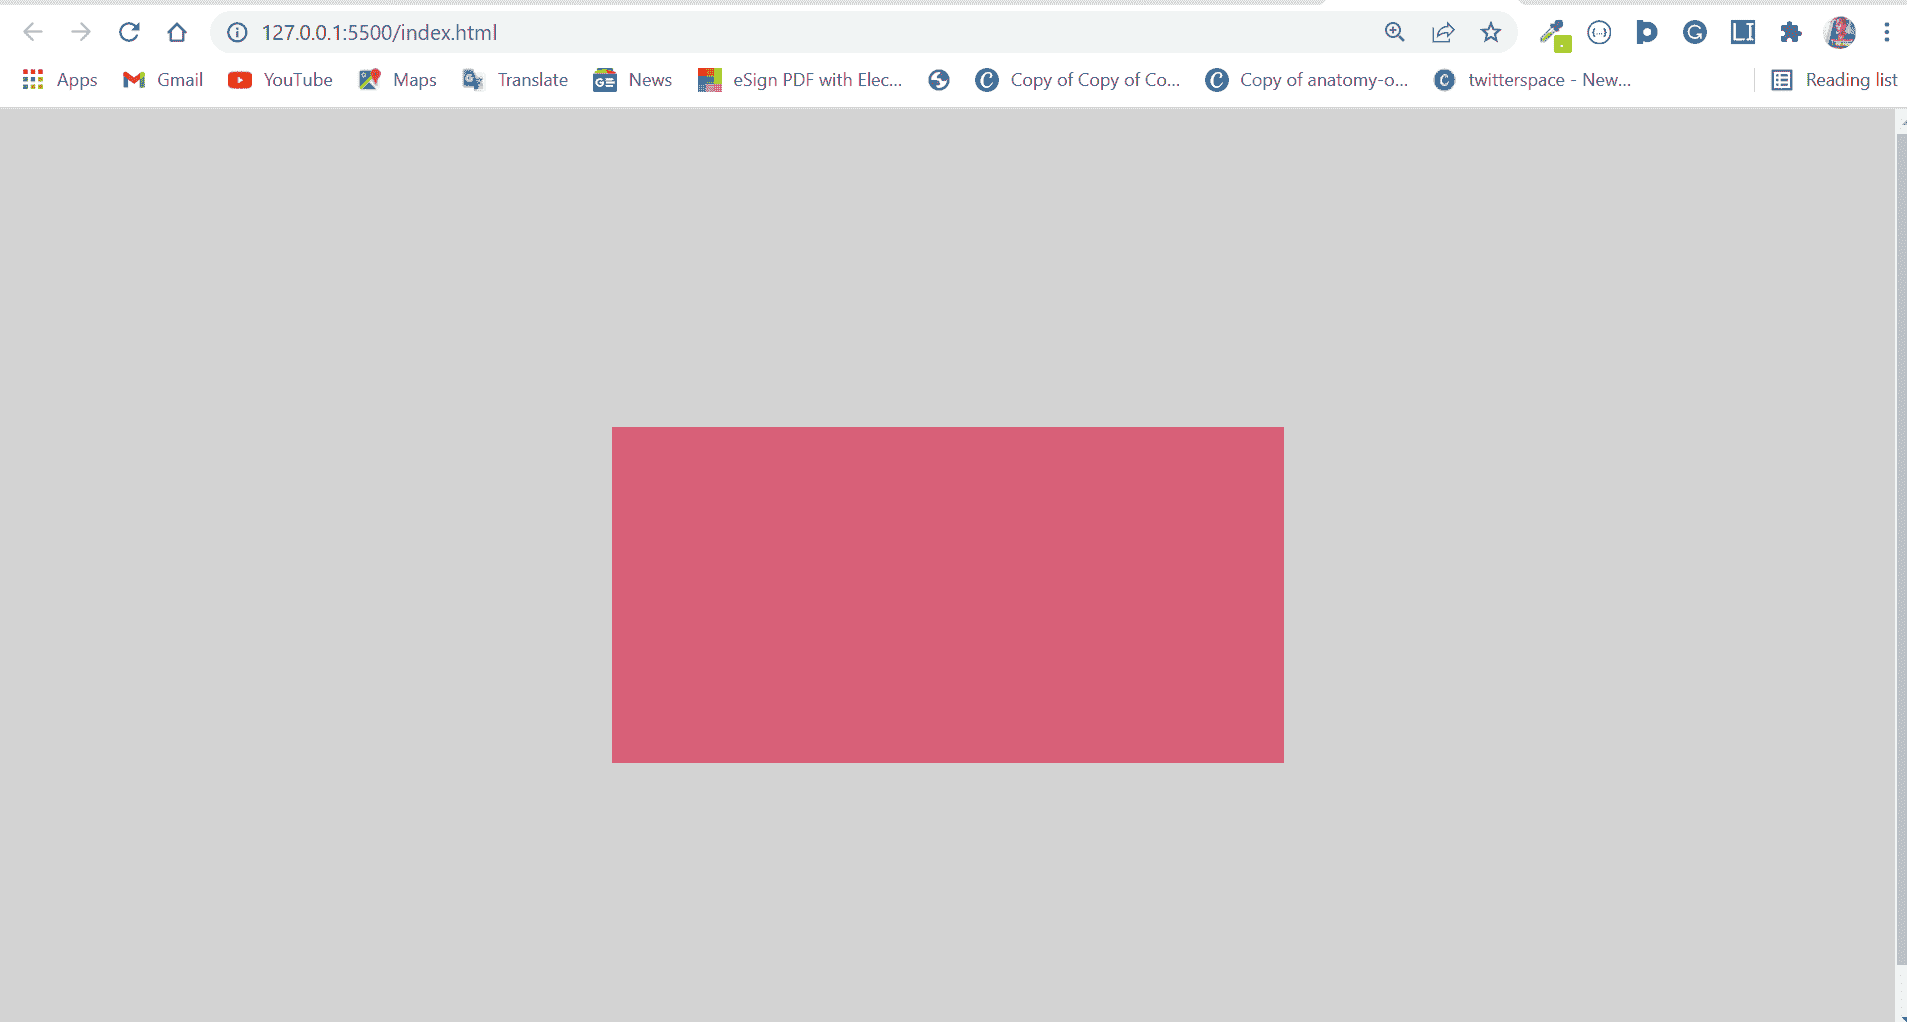 127.0.0.1:5500/index.html
LI
Apps Gmail YouTube Maps Translate News eSign PDF with Elec... Copy of Copy of Co... Copy of anatomy-o... twitterspace - New... Reading list